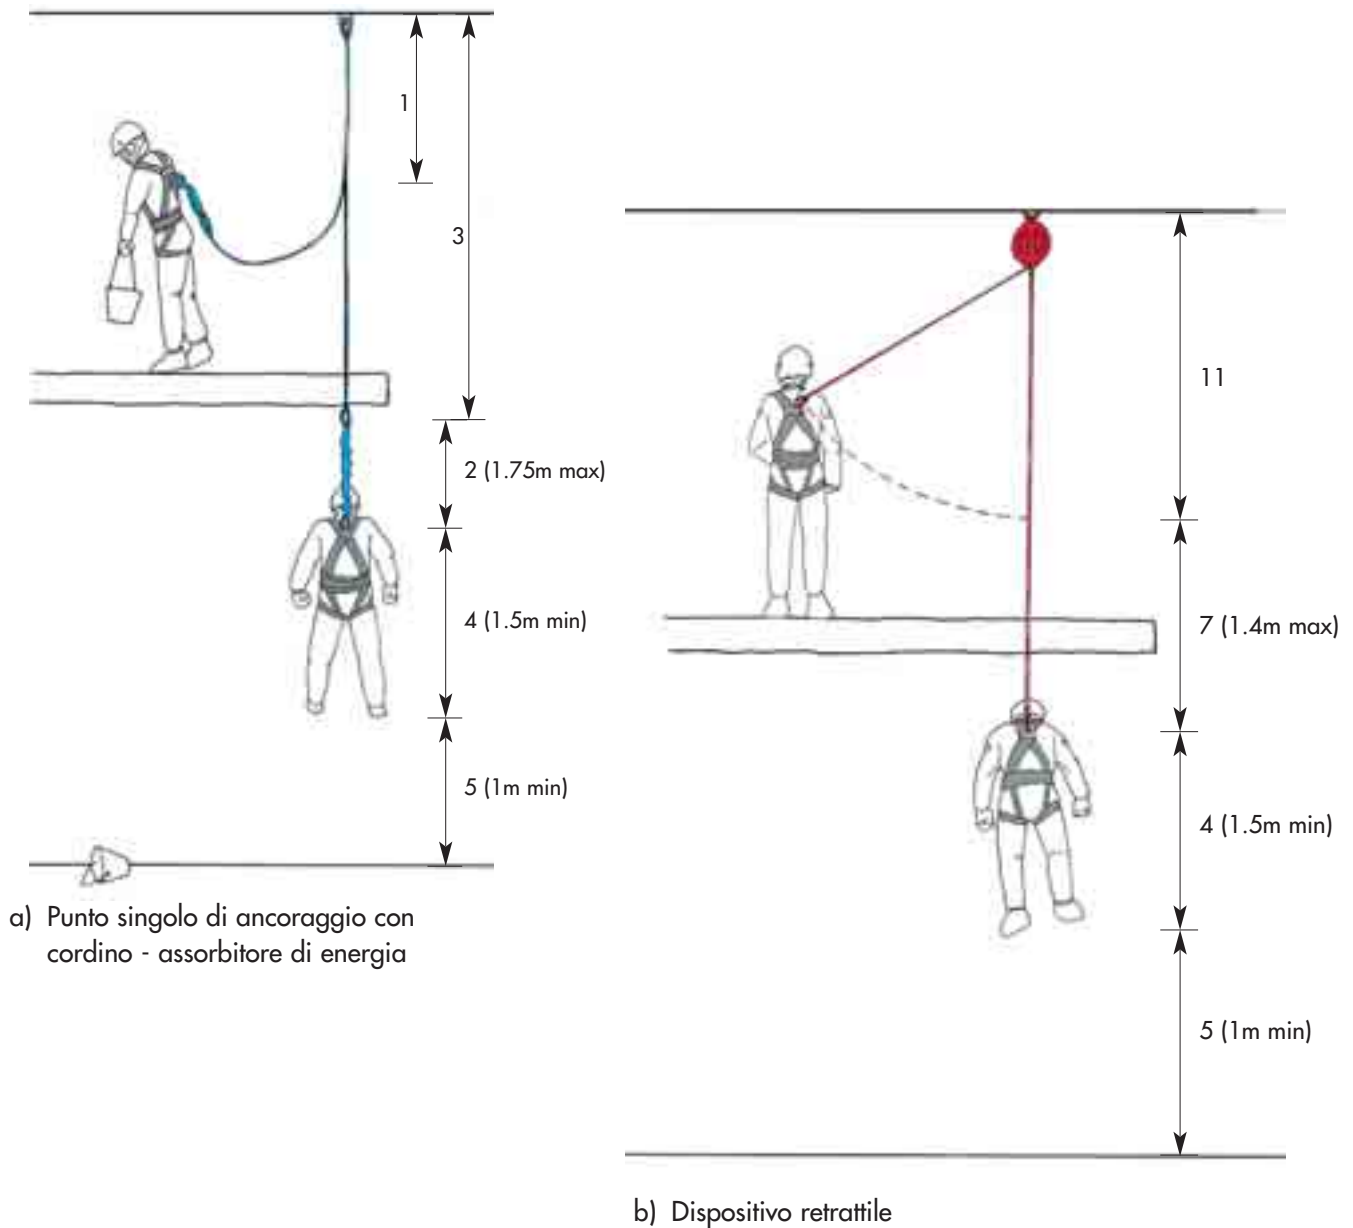 1
3
2 (1.75m max)
4 (1.5m min)
5 (1m min)
a) Punto singolo di ancoraggio con
cordino - assorbitore di energia
11
7 (1.4m max)
4 (1.5m min)
5 (1m min)
b) Dispositivo retrattile